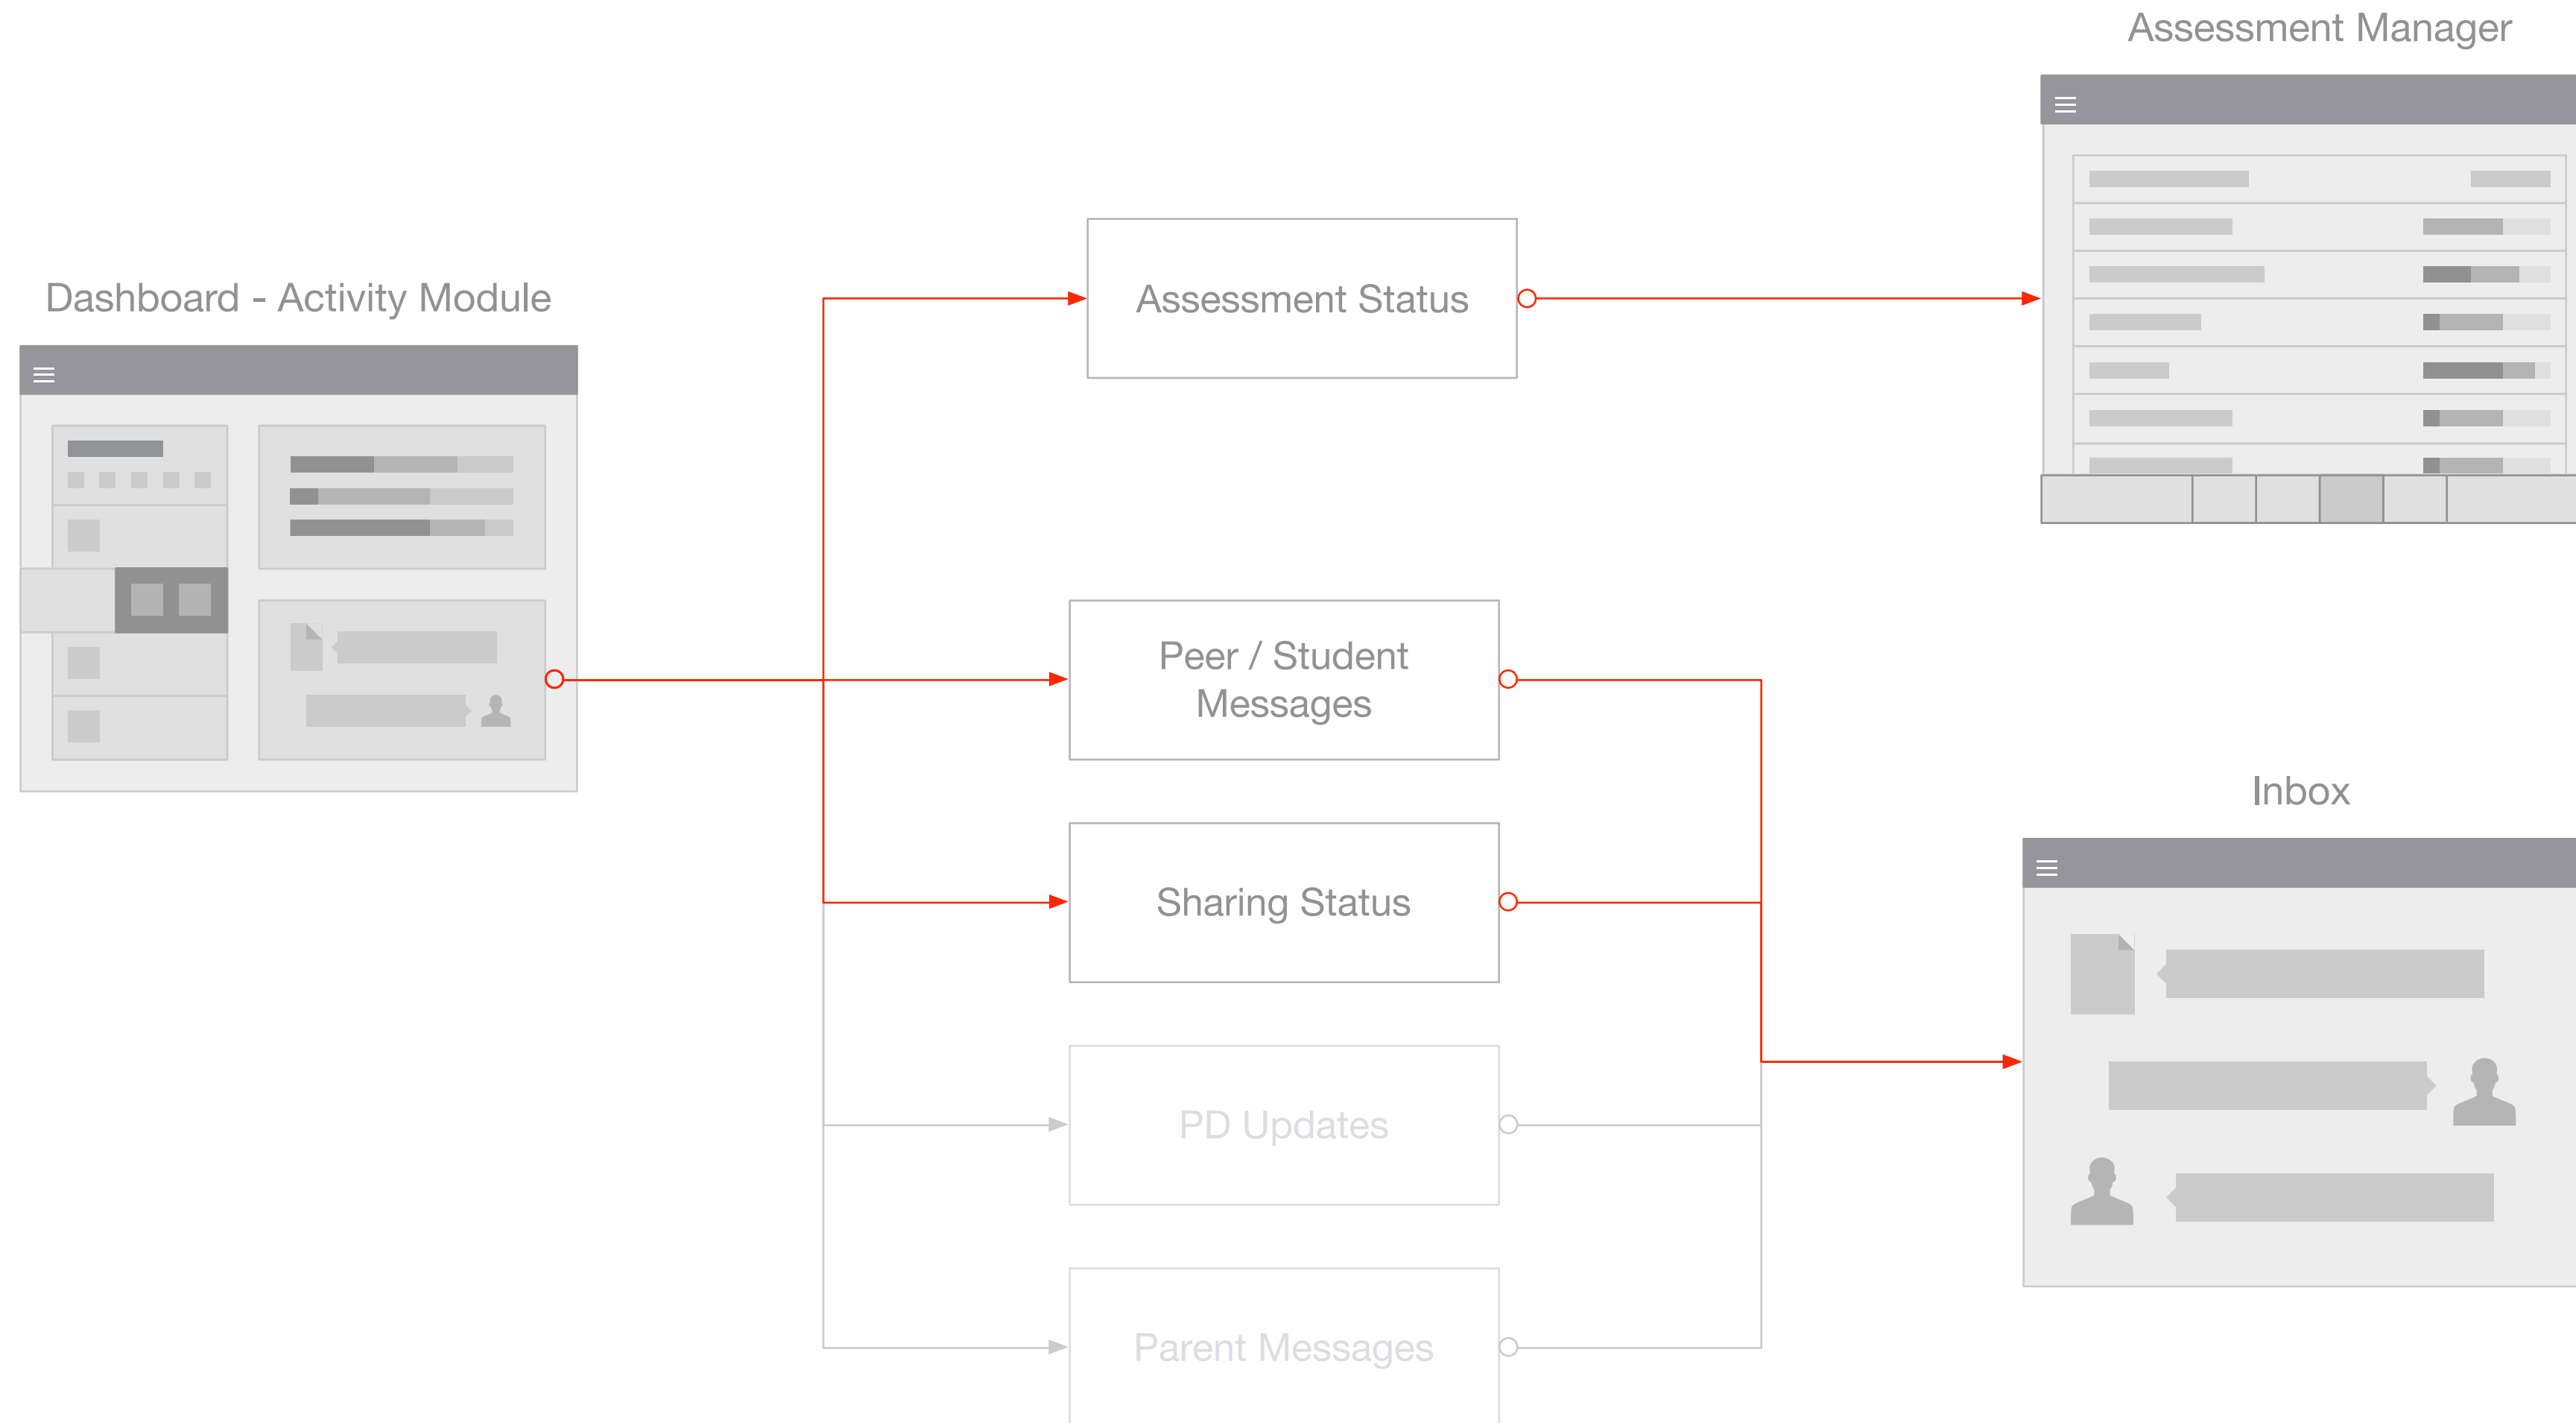 Assessment Manager
Dashboard - Activity Module
Assessment Status
Peer / Student
Messages
Inbox
Sharing Status
PD Updates
Parent Messages